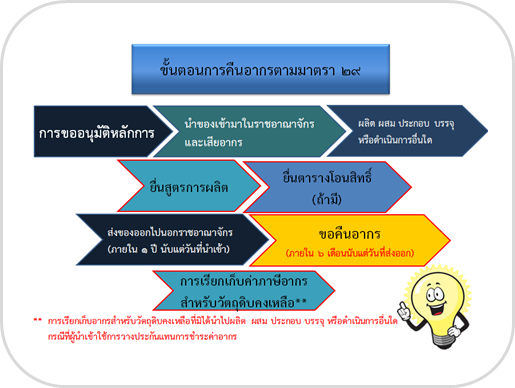 ขั้นตอนการคืนอากรตามมาตรา ๒๙
การขออนุมัติหลักการ
นำของเข้ามาในราชอาณาจักร
และเสียอากร
ผลิต ผสม ประกอบ บรรจุ
หรือดำเนินการอื่นใด
ยื่นสูตรการผลิต
ยื่นตารางโอนสิทธิ์
(ถ้ามี)
ส่งของออกไปนอกราชอาณาจักร
(ภายใน ๑ ปี นับแต่วันที่นำเข้า)
ขอคืนอากร
(ภายใน ๖ เดือนนับแต่วันที่ส่งออก)
การเรียกเก็บค่าภาษีอากร
สำหรับวัตถุดิบคงเหลือ**
** การเรียกเก็บอากรสำหรับวัตถุดิบคงเหลือที่มิได้นำไปผลิต ผสม ประกอบ บรรจุ หรือดำเนินการอื่นใด
กรณีที่ผู้นำเข้าใช้การวางประกันแทนการชำระค่าอากร